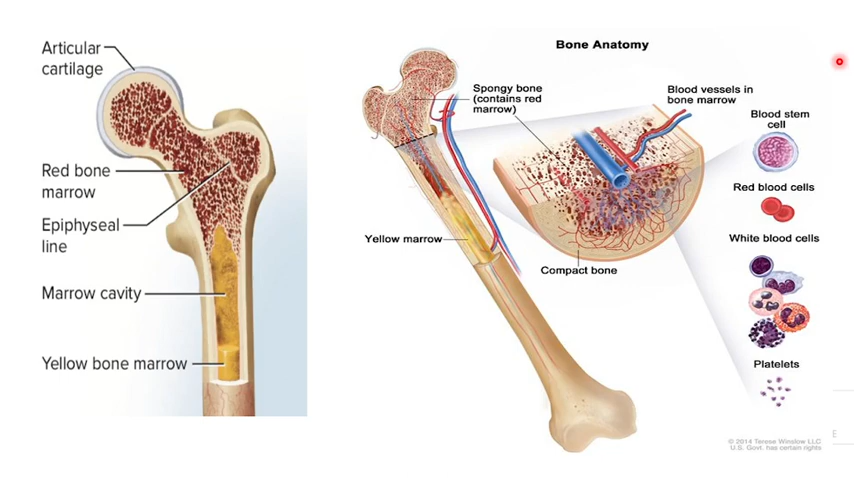 Articular
cartilage
Red bone
marrow
Epiphyseal
line
Marrow cavity
Yellow bone marrow
Bone Anatomy
Spongy bone
(contains red
marrow)
Blood vessels in
bone marrow
Yellow marrow
Compact bone
Blood stem
cell
Red blood cells
White blood cells
Platelets
© 2014 Terese Winslow LLC
U.S. Govt. has certain rights
E